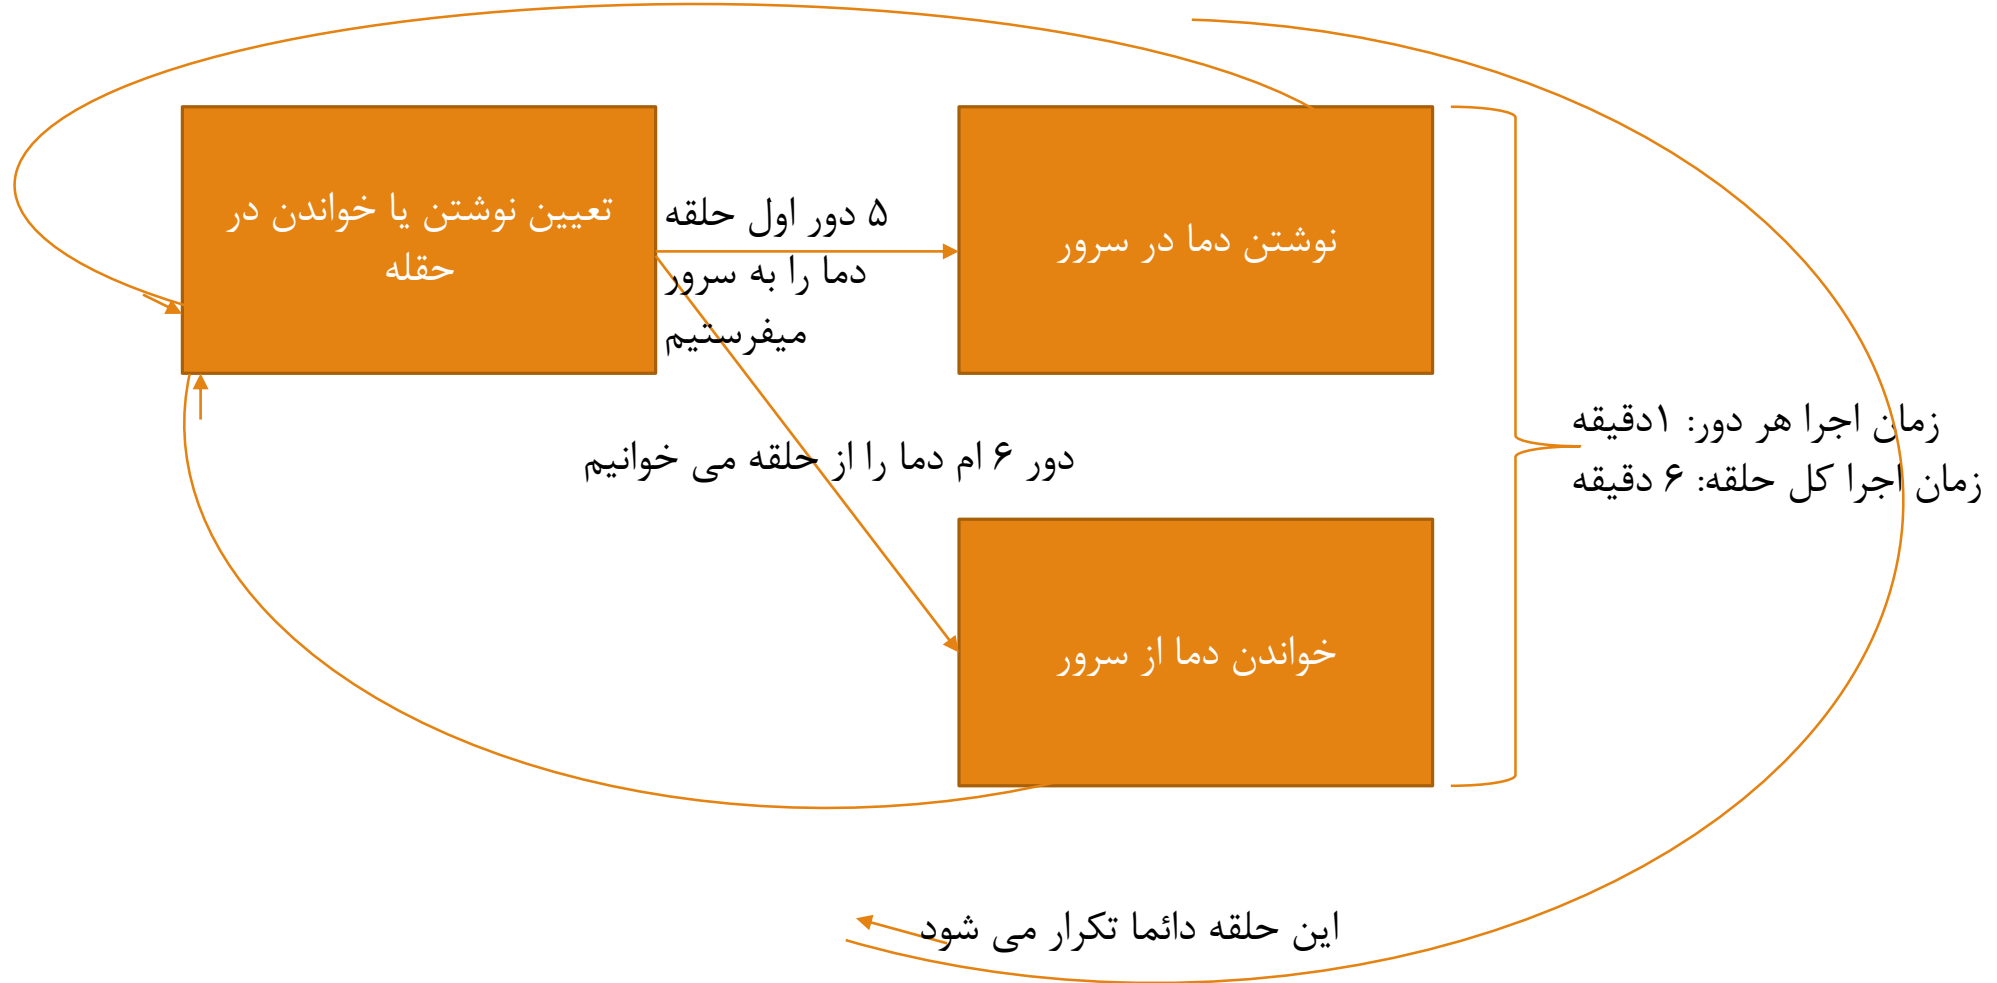 تعیین نوشتن یا خواندن در
حقله
۵ دور اول حلقه
دما را به سرور
میفرستیم
نوشتن دما در سرور
زمان اجرا هر دور: ۱دقیقه
زمان اجرا کل حلقه: ۶ دقیقه
دور ۶ ام دما را از حلقه می خوانیم
خواندن دما از سرور
این حلقه دائما تکرار می شود